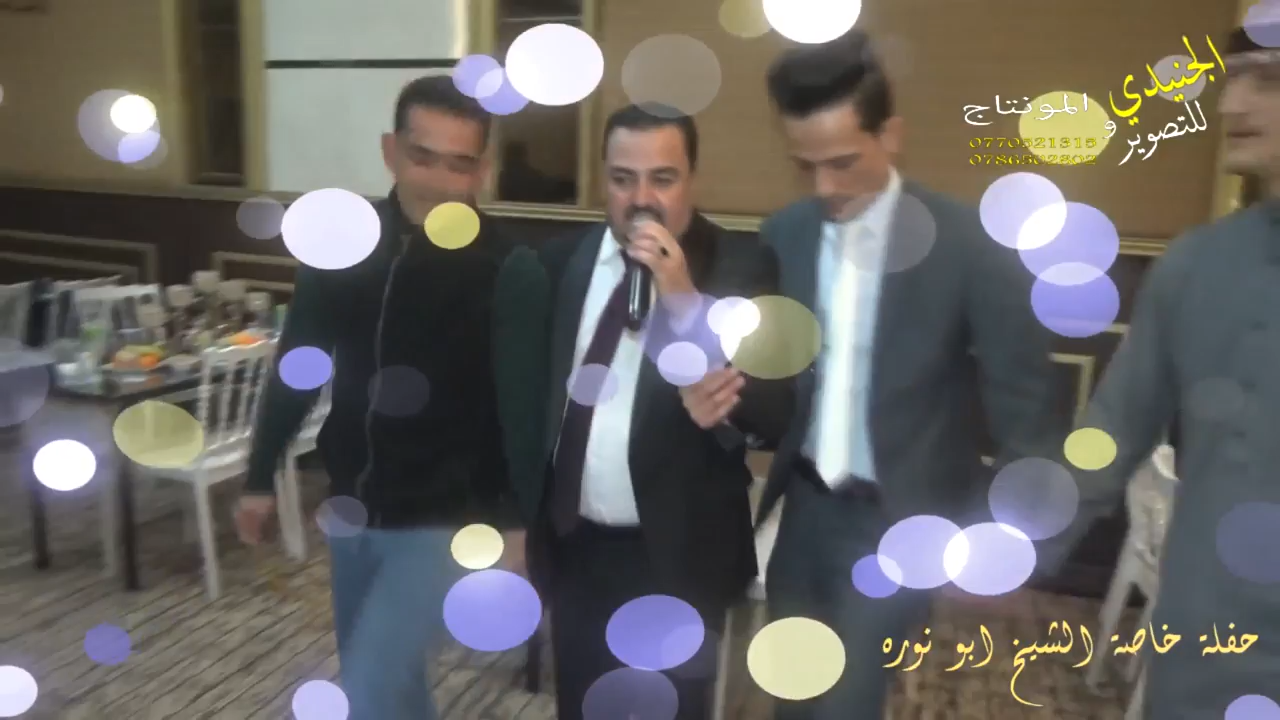 الجنيدي
للتصوير و المونتاج
حفلة خاصة الشيخ ابو نوره